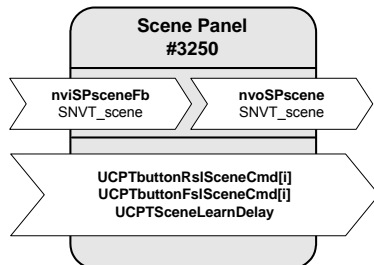 Scene Panel
#3250
nviSPsceneFb
SNVT_scene
nvoSPscene
SNVT_scene
UCPTbuttonRslSceneCmd[i]
UCPTbuttonFslSceneCmd[i]
UCPTSceneLearnDelay